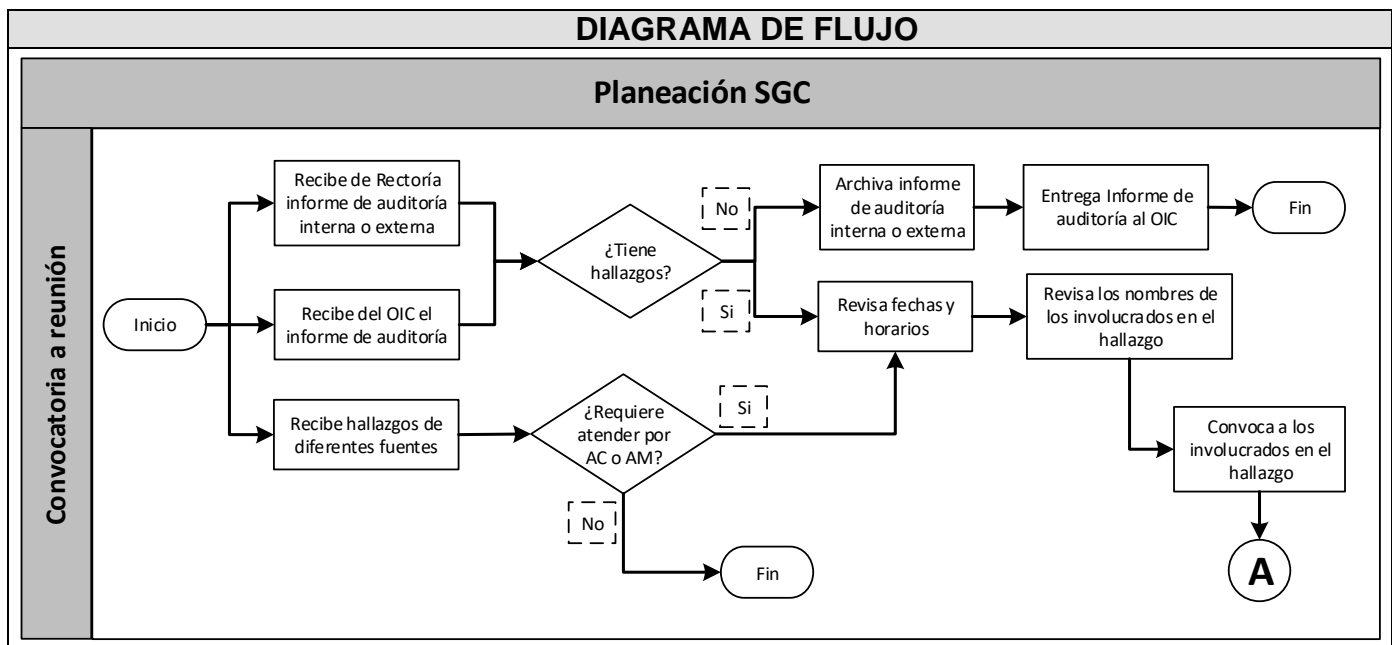 DIAGRAMA DE FLUJO
Planeación SGC
Convocatoria a reunión
Inicio
Recibe de Rectoría
informe de auditoría
interna o externa
Recibe del OIC el
informe de auditoría
Recibe hallazgos de
diferentes fuentes
¿Tiene
hallazgos?
No
Si
Archiva informe
de auditoría
interna o externa
Entrega Informe de
auditoría al OIC
Fin
Revisa fechas y
horarios
Revisa los nombres de
los involucrados en el
hallazgo
¿Requiere
atender por
AC o AM?
Si
No
Fin
Convoca a los
involucrados en el
hallazgo
A